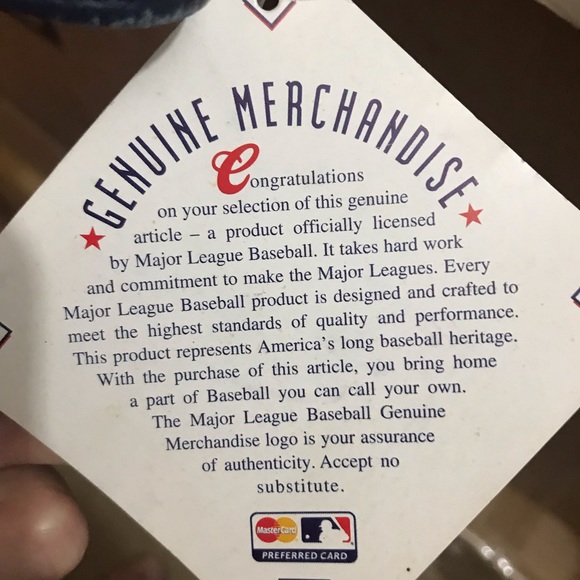 GENUINE MERCHANDISE
Congratulations
on your selection of this genuine
article – a product officially licensed
by Major League Baseball. It takes hard work
and commitment to make the Major Leagues. Every
Major League Baseball product is designed and crafted to
meet the highest standards of quality and performance.
This product represents America's long baseball heritage.
With the purchase of this article, you bring home
a part of Baseball you can call your own.
The Major League Baseball Genuine
Merchandise logo is your assurance
of authenticity. Accept no
substitute.
MasterCard
PREFERRED CARD